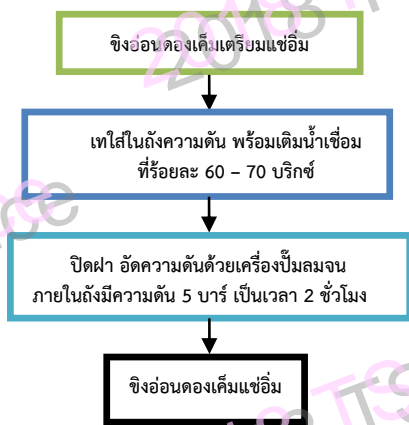 ขิงอ่อนดองเค็มเตรียมแช่อิ่ม
เทใส่ในถังความดัน พร้อมเติมน้ำเชื่อม
ที่ร้อยละ 60 – 70 บริกซ์
ปิดฝา อัดความดันด้วยเครื่องปั๊มลมจน
ภายในถังมีความดัน 5 บาร์ เป็นเวลา 2 ชั่วโมง
ขิงอ่อนดองเค็มแช่อิ่ม